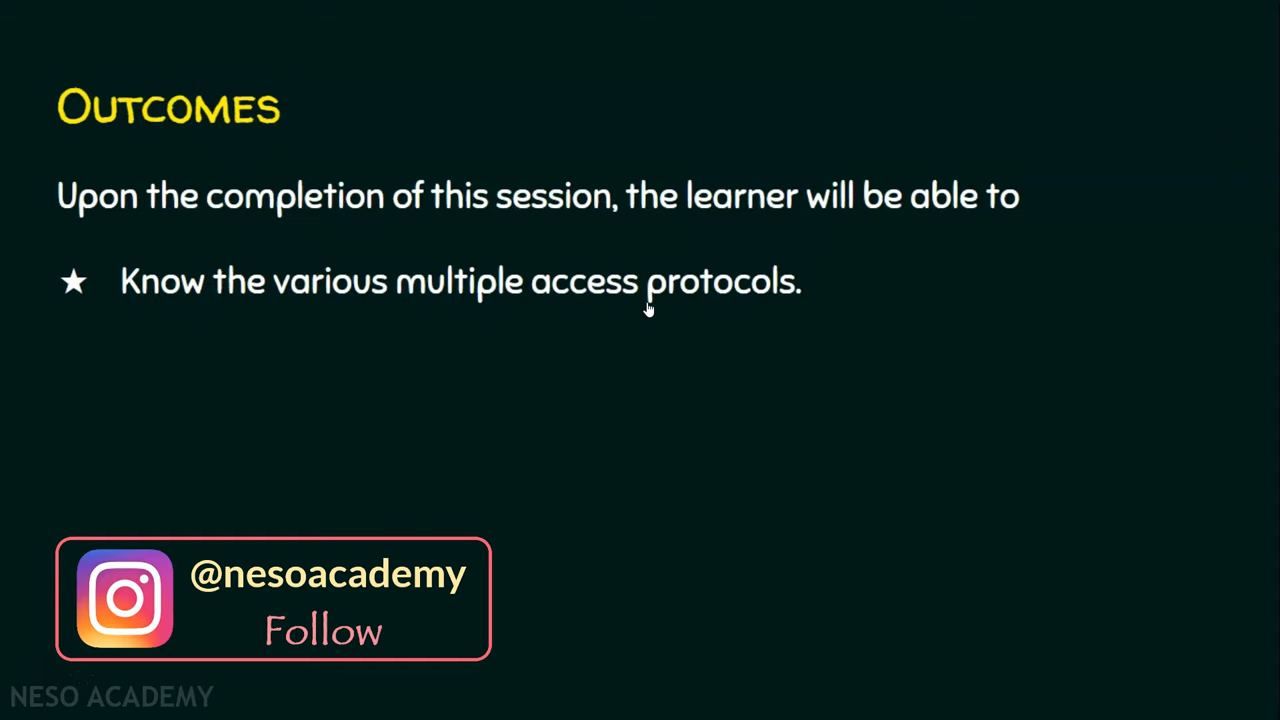 OUTCOMES
Upon the completion of this session, the learner will be able to
★ Know the various multiple access protocols.
@nesoacademy
Follow
NESO ACADEMY